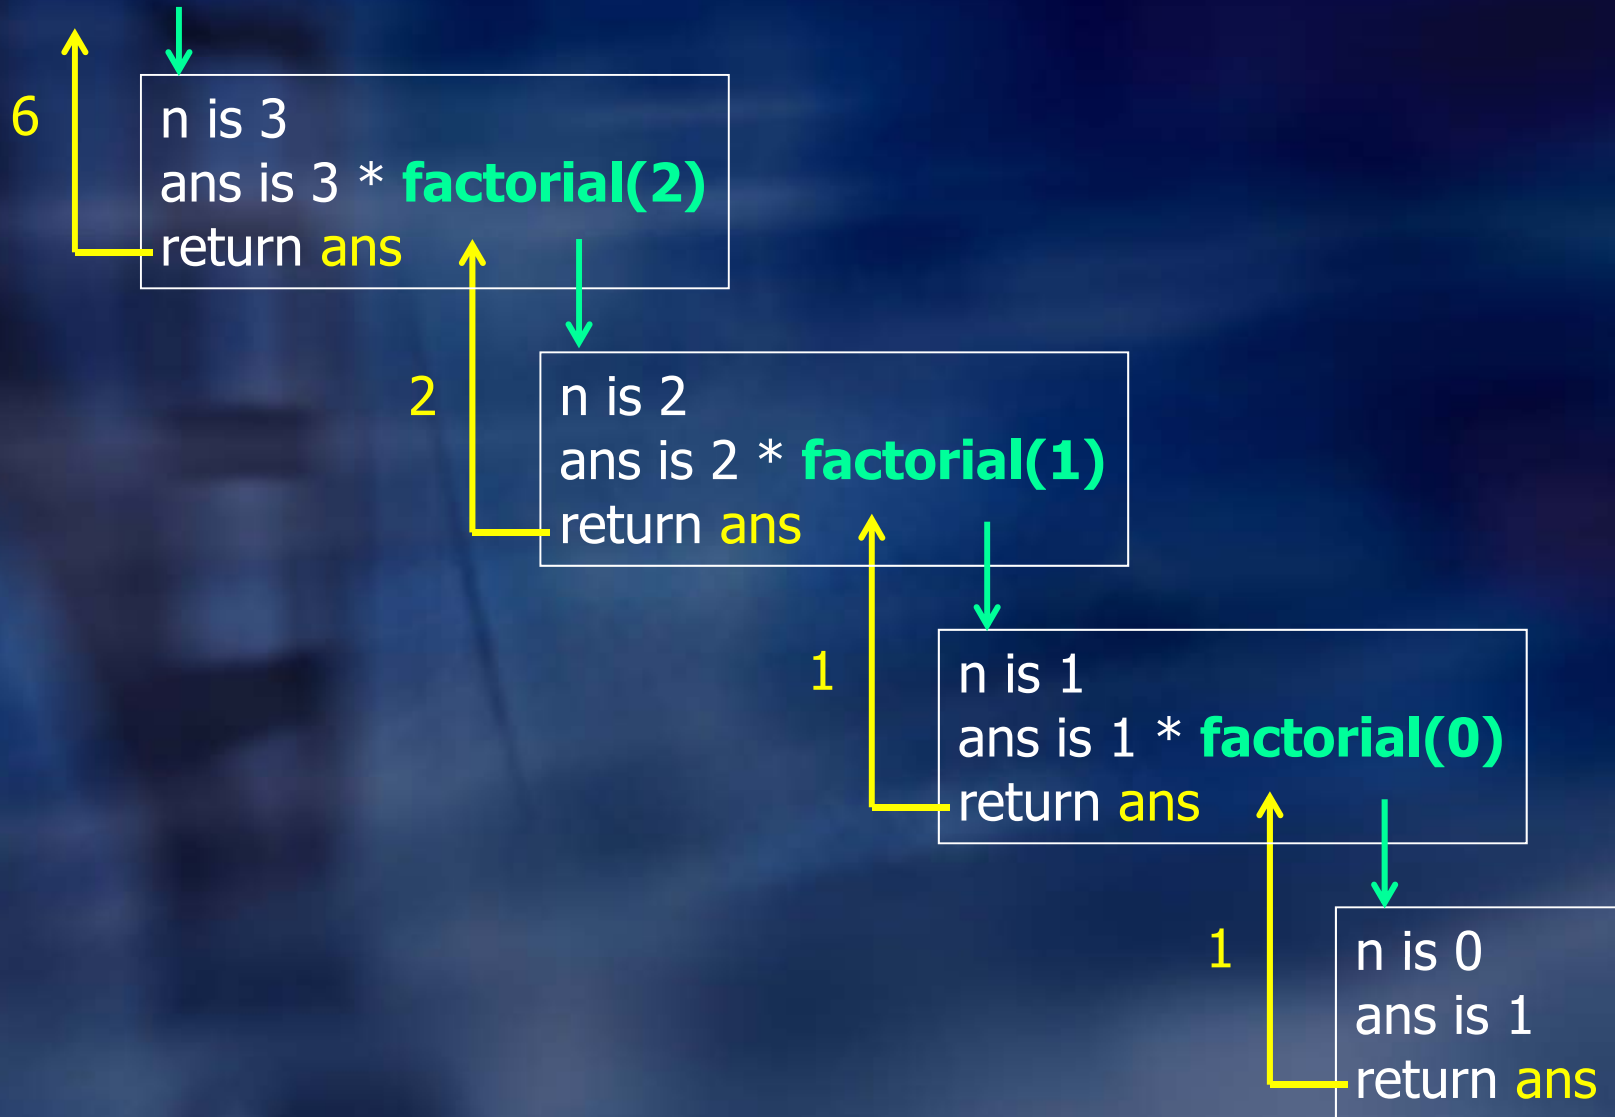 6
n is 3
ans is 3 * factorial(2)
return ans
2
n is 2
ans is 2 * factorial(1)
return ans
1
n is 1
ans is 1 * factorial(0)
return ans
1
n is 0
ans is 1
return ans